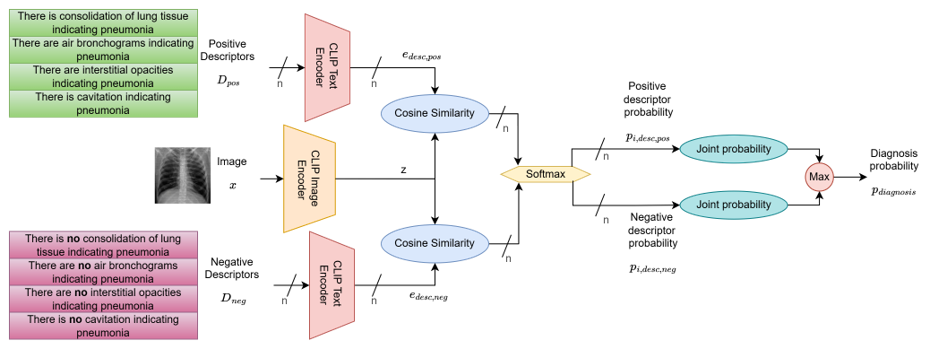 There is consolidation of lung tissue
indicating pneumonia
There are air bronchograms indicating
pneumonia
There are interstitial opacities
indicating pneumonia
There is cavitation indicating
pneumonia
Positive
Descriptors
D_pos
n
CLIP Text
Encoder
n
e_desc,pos
Cosine Similarity
n
Image
x
CLIP Image
Encoder
z
Softmax
There is no consolidation of lung
tissue indicating pneumonia
There are no air bronchograms
indicating pneumonia
There are no interstitial opacities
indicating pneumonia
There is no cavitation indicating
pneumonia
Negative
Descriptors
D_neg
n
CLIP Text
Encoder
n
e_desc,neg
Cosine Similarity
n
Positive
descriptor
probability
p_i,desc,pos
n
Joint probability
Negative
descriptor
probability
p_i,desc,neg
n
Joint probability
Max
Diagnosis
probability
p_diagnosis